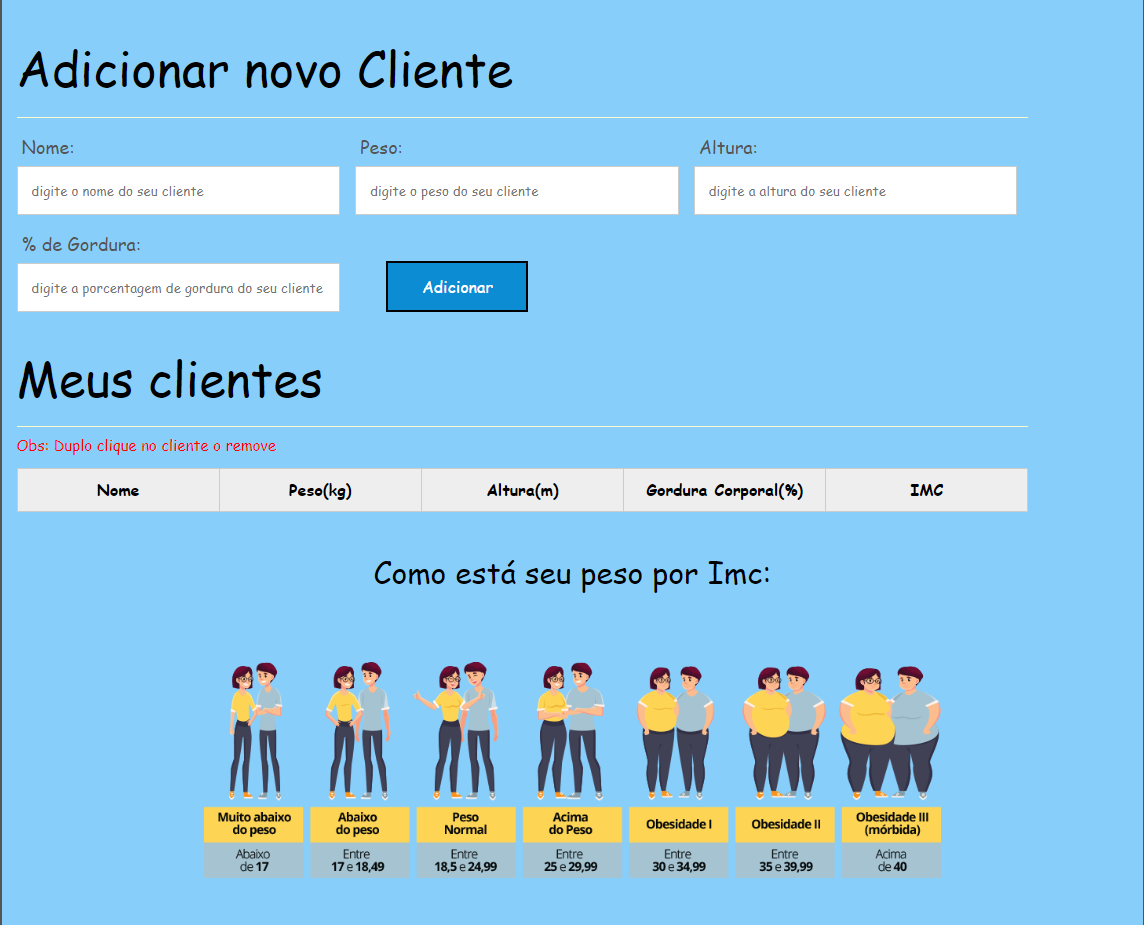 Adicionar novo Cliente
Nome: Peso: Altura:
digite o nome do seu cliente digite o peso do seu cliente digite a altura do seu cliente
% de Gordura:
digite a porcentagem de gordura do seu cliente Adicionar
Meus clientes
Obs: Duplo clique no cliente o remove
Nome Peso(kg) Altura(m) Gordura Corporal(%) IMC
Como está seu peso por Imc:
Muito abaixo
do peso
Abaixo
de 17
Abaixo
do peso
Entre
17 e 18,49
Peso
Normal
Entre
18,5 e 24,99
Acima
do Peso
Entre
25 e 29,99
Obesidade I
Entre
30 e 34,99
Obesidade II
Entre
35 e 39,99
Obesidade III
(mórbida)
Acima
de 40